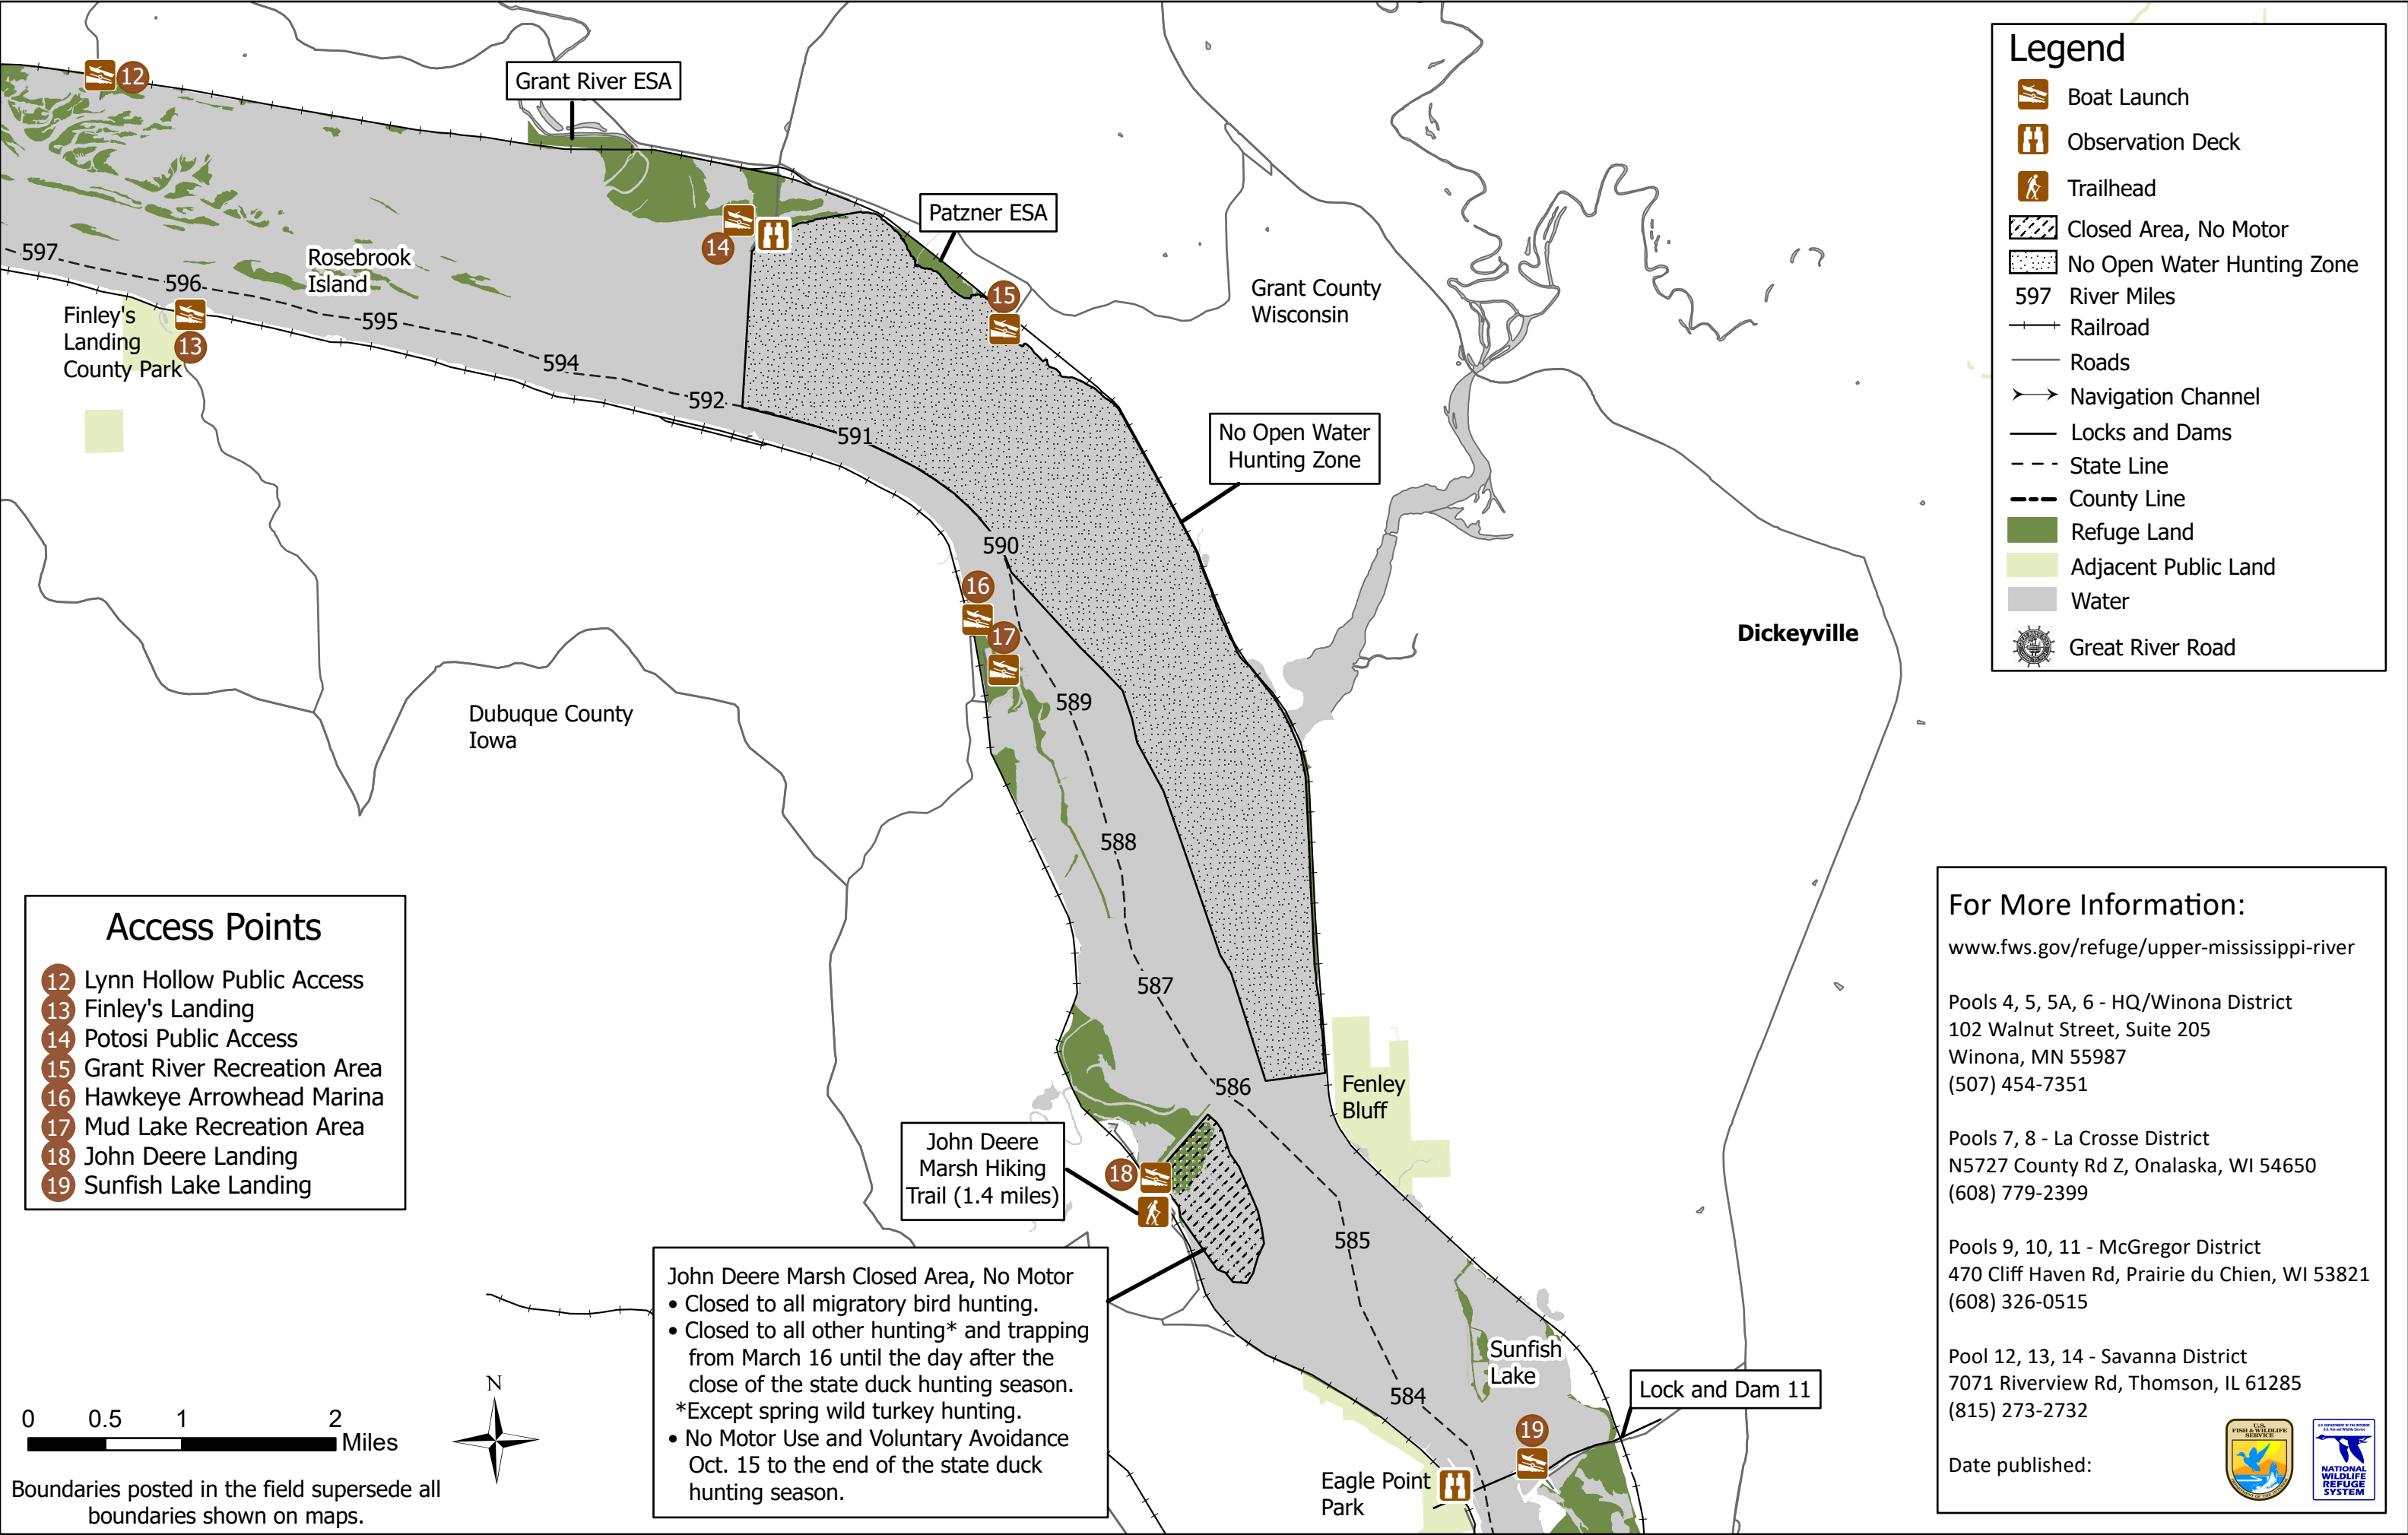 12
Grant River ESA
Patzner ESA
14
15
597
596
595
594
592
591
590
589
588
587
586
585
584
Rosebrook
Island
Finley's
Landing
County Park
13
Grant County
Wisconsin
No Open Water
Hunting Zone
16
17
Dickeyville
Dubuque County
Iowa
Fenley
Bluff
John Deere
Marsh Hiking
Trail (1.4 miles)
18
John Deere Marsh Closed Area, No Motor
• Closed to all migratory bird hunting.
• Closed to all other hunting* and trapping
from March 16 until the day after the
close of the state duck hunting season.
*Except spring wild turkey hunting.
• No Motor Use and Voluntary Avoidance
Oct. 15 to the end of the state duck
hunting season.
Sunfish
Lake
Lock and Dam 11
19
Eagle Point
Park
Access Points
12 Lynn Hollow Public Access
13 Finley's Landing
14 Potosi Public Access
15 Grant River Recreation Area
16 Hawkeye Arrowhead Marina
17 Mud Lake Recreation Area
18 John Deere Landing
19 Sunfish Lake Landing
0 0.5 1 2
Miles
N
Boundaries posted in the field supersede all
boundaries shown on maps.
Legend
Boat Launch
Observation Deck
Trailhead
Closed Area, No Motor
No Open Water Hunting Zone
597 River Miles
Railroad
Roads
Navigation Channel
Locks and Dams
State Line
County Line
Refuge Land
Adjacent Public Land
Water
Great River Road
For More Information:
www.fws.gov/refuge/upper-mississippi-river
Pools 4, 5, 5A, 6 - HQ/Winona District
102 Walnut Street, Suite 205
Winona, MN 55987
(507) 454-7351
Pools 7, 8 - La Crosse District
N5727 County Rd Z, Onalaska, WI 54650
(608) 779-2399
Pools 9, 10, 11 - McGregor District
470 Cliff Haven Rd, Prairie du Chien, WI 53821
(608) 326-0515
Pool 12, 13, 14 - Savanna District
7071 Riverview Rd, Thomson, IL 61285
(815) 273-2732
Date published:
U.S.
FISH & WILDLIFE
SERVICE
NATIONAL
WILDLIFE
REFUGE
SYSTEM